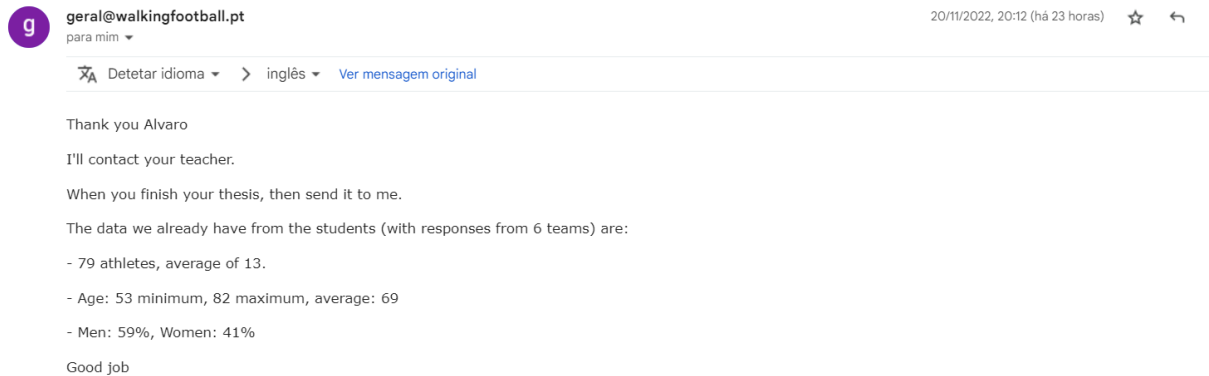 g
geral@walkingfootball.pt
20/11/2022, 20:12 (há 23 horas)
para mim
Detetar idioma
inglês
Ver mensagem original
Thank you Alvaro
I'll contact your teacher.
When you finish your thesis, then send it to me.
The data we already have from the students (with responses from 6 teams) are:
- 79 athletes, average of 13.
- Age: 53 minimum, 82 maximum, average: 69
- Men: 59%, Women: 41%
Good job